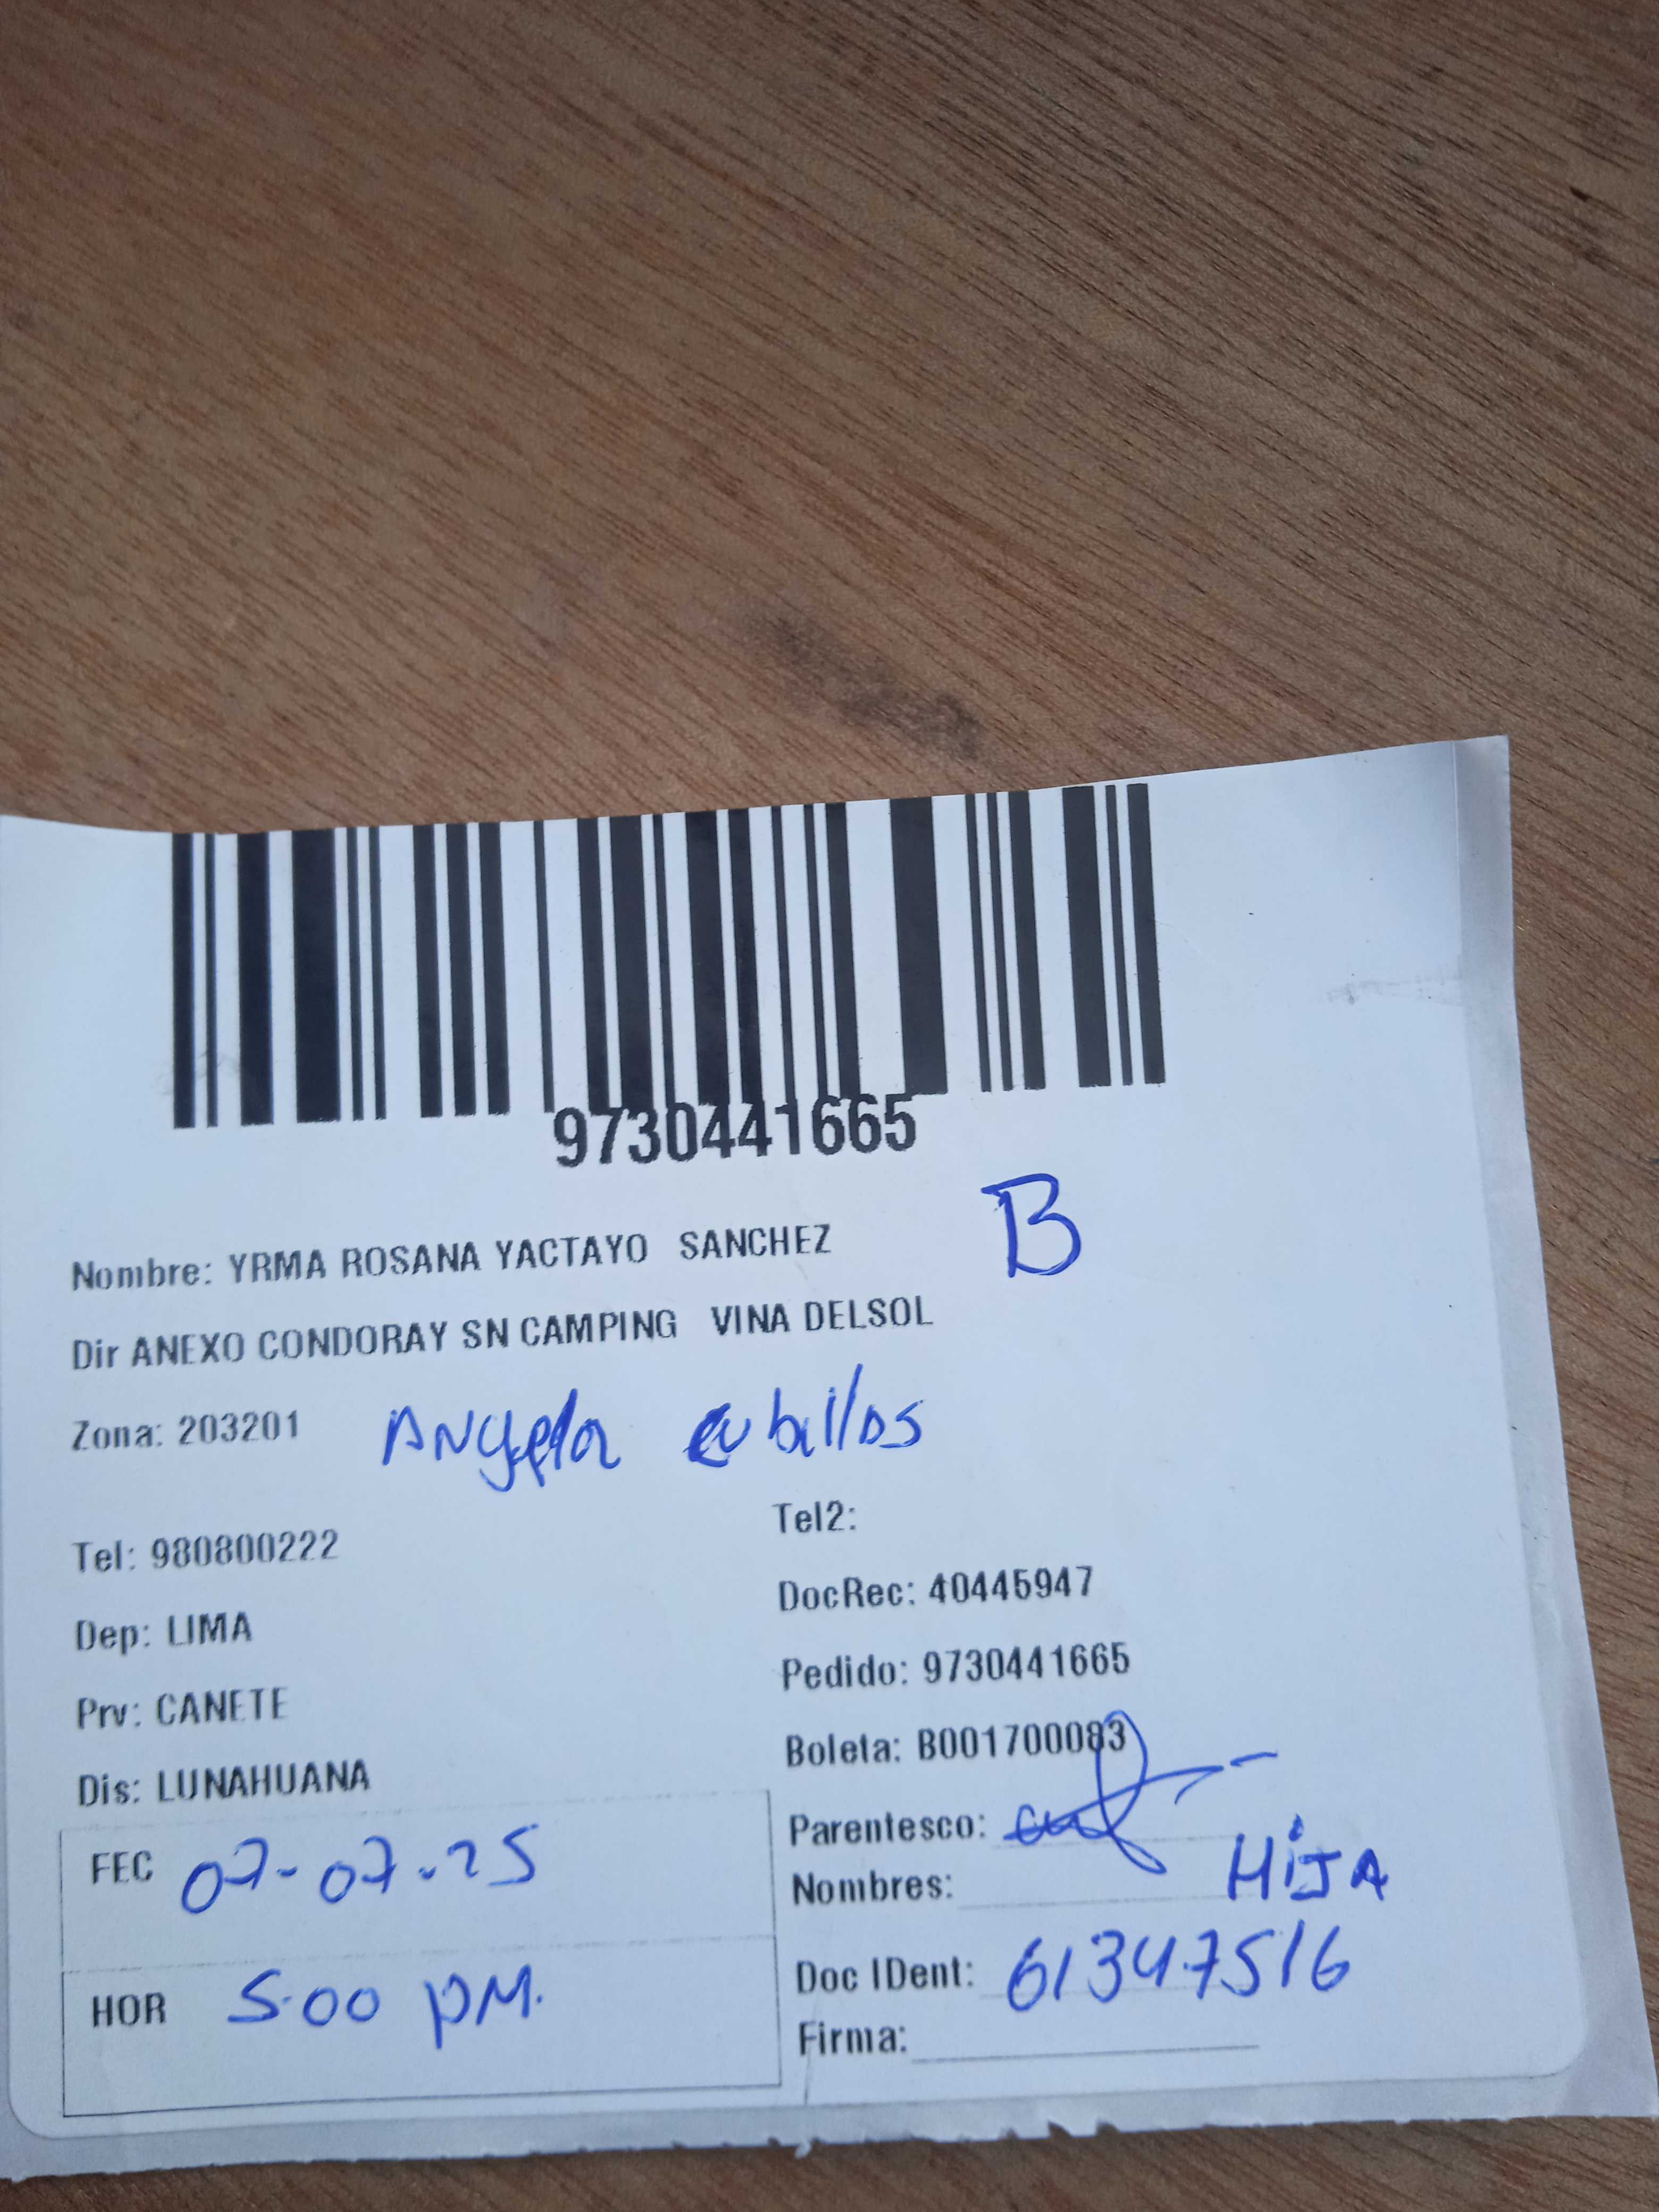 9730441665
B
Nombre: YRMA ROSANA YACTAYO SANCHEZ
Dir ANEXO CONDORAY SN CAMPING VINA DELSOL
Zona: 203201
Tel: 980800222
Tel2:
Dep: LIMA
DocRec: 40445947
Prv: CANETE
Pedido: 9730441665
Dis: LUNAHUANA
Boleta: B001700083
FEC 07-07-25
Parentesco:
HIJA
Nombres:
HOR 5:00 PM.
Doc IDent: 61347516
Firma: